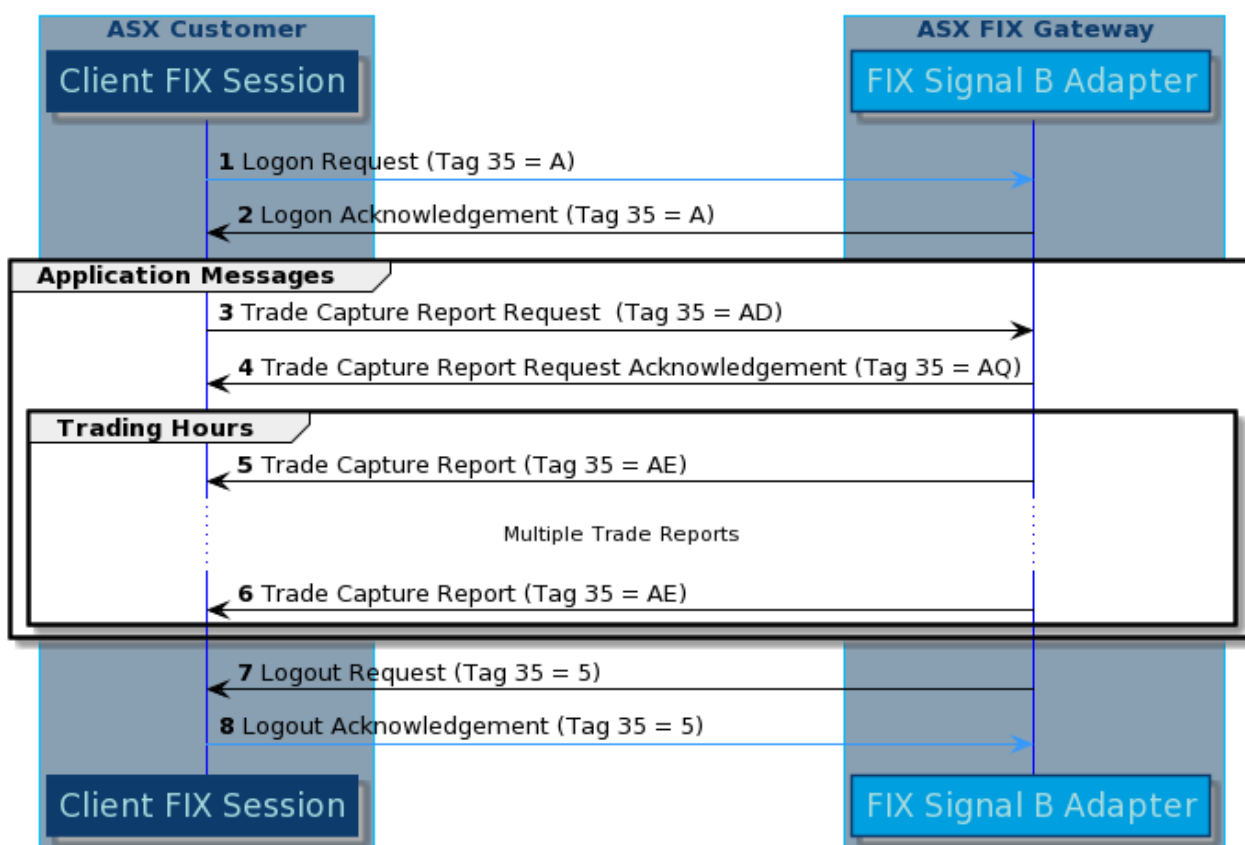 ASX Customer
ASX FIX Gateway
Client FIX Session
FIX Signal B Adapter
1 Logon Request (Tag 35 = A)
2 Logon Acknowledgement (Tag 35 = A)
Application Messages
3 Trade Capture Report Request  (Tag 35 = AD)
4 Trade Capture Report Request Acknowledgement (Tag 35 = AQ)
Trading Hours
5 Trade Capture Report (Tag 35 = AE)
Multiple Trade Reports
6 Trade Capture Report (Tag 35 = AE)
7 Logout Request (Tag 35 = 5)
8 Logout Acknowledgement (Tag 35 = 5)
Client FIX Session
FIX Signal B Adapter